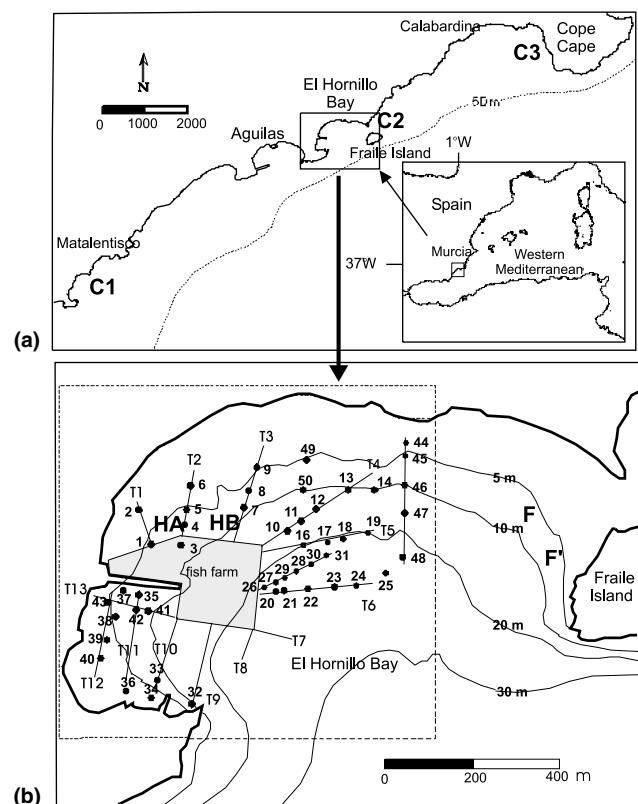 (a)
Calabardina
Cope
Cape
C3
N
El Hornillo
Bay
50 m
0 1000 2000
C2
Aguilas
Fraile Island
1°W
Spain
Matalentisco
Murcia
Western
Mediterranean
37°W
C1
(b)
T3
44
49
45
9
T2
T4
6
8
50
13
14
46
5 m
T1
2
5
HA
HB
7
12
F
4
11
47
10 m
10
19
F'
1
3
16
17
18
T5
48
fish farm
30
31
28
29
Fraile
Island
T13
27
26
23
24
25
37
35
20
21
22
43
42
41
T6
20 m
38
T7
39
T11
T10
T8
El Hornillo Bay
40
33
T12
36
34
32
T9
30 m
0 200 400 m